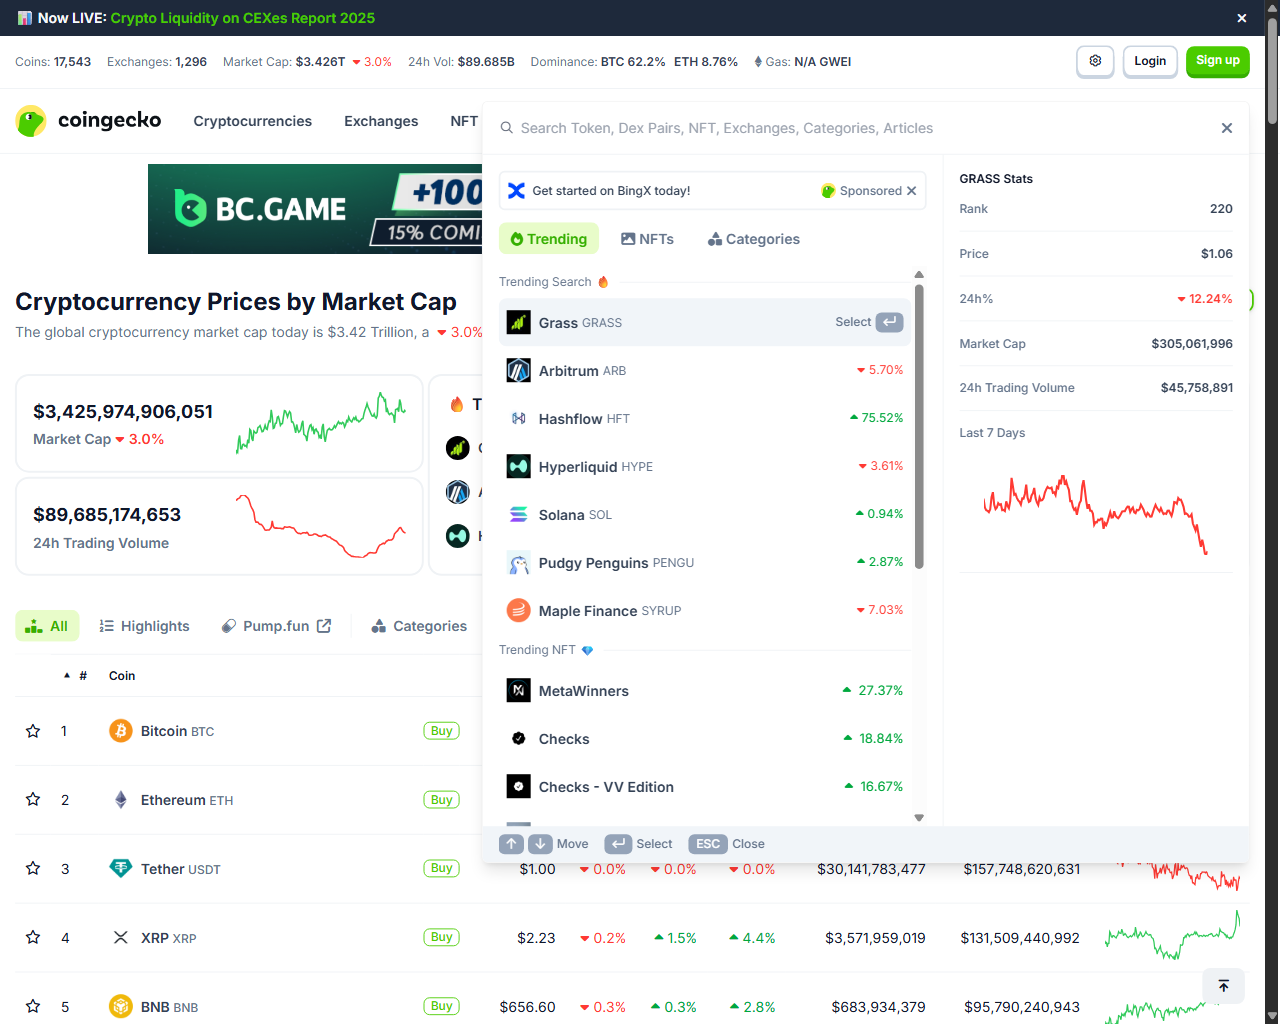 Now LIVE: Crypto Liquidity on CEXes Report 2025
Coins: 17,543 Exchanges: 1,296 Market Cap: $3.426T 3.0% 24h Vol: $89.685B Dominance: BTC 62.2% ETH 8.76% Gas: N/A GWEI
Login
Sign up
coingecko
Cryptocurrencies Exchanges NFT
Search Token, Dex Pairs, NFT, Exchanges, Categories, Articles
BC.GAME
+100
15% COMI
Get started on BingX today!
Sponsored
Trending NFTs Categories
Trending Search
Grass GRASS Select
Arbitrum ARB 5.70%
Hashflow HFT 75.52%
Hyperliquid HYPE 3.61%
Solana SOL 0.94%
Pudgy Penguins PENGU 2.87%
Maple Finance SYRUP 7.03%
Trending NFT
MetaWinners 27.37%
Checks 18.84%
Checks - VV Edition 16.67%
Move Select ESC Close
GRASS Stats
Rank 220
Price $1.06
24h% 12.24%
Market Cap $305,061,996
24h Trading Volume $45,758,891
Last 7 Days
Cryptocurrency Prices by Market Cap
The global cryptocurrency market cap today is $3.42 Trillion, a 3.0%
$3,425,974,906,051
Market Cap 3.0%
$89,685,174,653
24h Trading Volume
All Highlights Pump.fun Categories
# Coin
1 Bitcoin BTC Buy
2 Ethereum ETH Buy
3 Tether USDT Buy $1.00 0.0% 0.0% 0.0% $30,141,783,477 $157,748,620,631
4 XRP XRP Buy $2.23 0.2% 1.5% 4.4% $3,571,959,019 $131,509,440,992
5 BNB BNB Buy $656.60 0.3% 0.3% 2.8% $683,934,379 $95,790,240,943